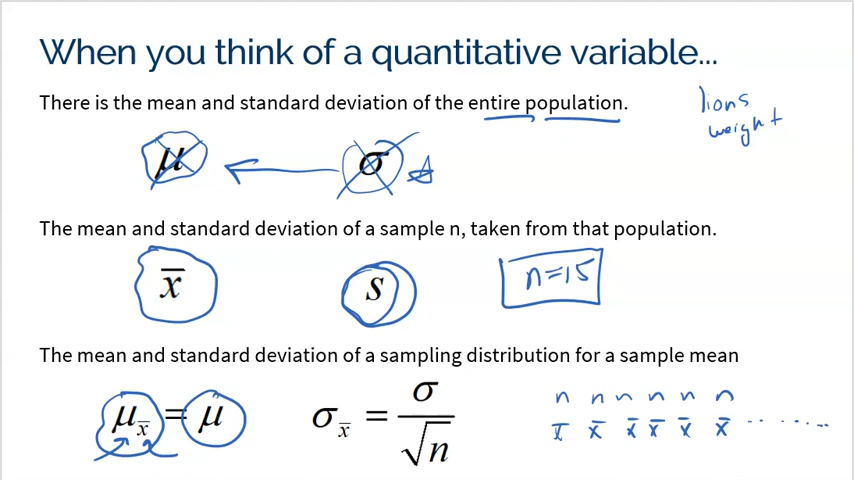 When you think of a quantitative variable...
There is the mean and standard deviation of the entire population.
lions
weight
μ σ
The mean and standard deviation of a sample n, taken from that population.
x̄ s n=15
The mean and standard deviation of a sampling distribution for a sample mean
n n n n n n
μ_x̄ = μ σ_x̄ = σ/√n x̄ x̄ x̄ x̄ x̄ x̄ ........